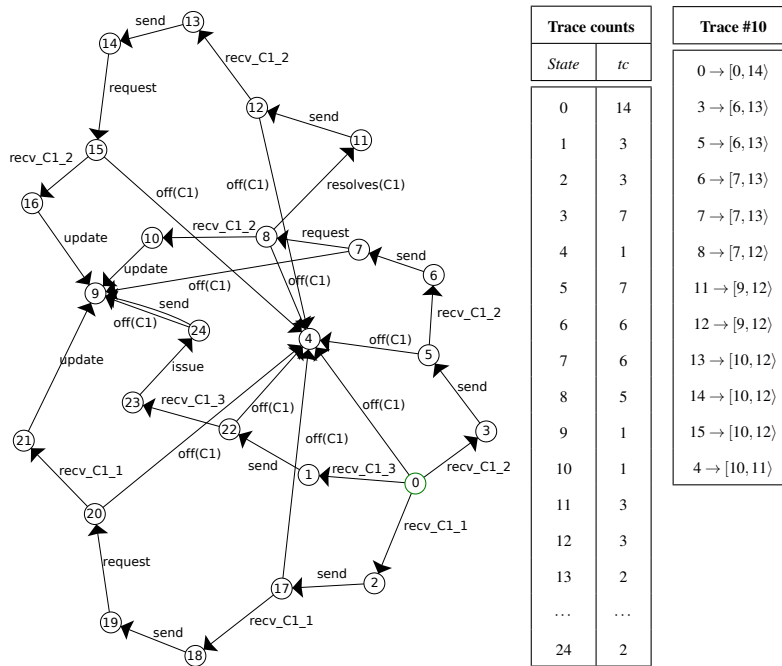 send
13
14
recv_C1_2
request
12
send
11
15
recv_C1_2
off(C1)
off(C1)
resolves(C1)
16
update
10
recv_C1_2
8
request
7
send
6
update
off(C1)
9
send
off(C1)
24
recv_C1_2
4
off(C1)
5
update
issue
send
23
recv_C1_3
off(C1)
off(C1)
22
3
21
off(C1)
off(C1)
recv_C1_1
send
1
recv_C1_3
0
recv_C1_2
20
recv_C1_1
request
17
send
2
19
send
18
recv_C1_1
Trace counts
State tc
0 14
1 3
2 3
3 7
4 1
5 7
6 6
7 6
8 5
9 1
10 1
11 3
12 3
13 2
... ...
24 2
Trace #10
0 → [0, 14⟩
3 → [6, 13⟩
5 → [6, 13⟩
6 → [7, 13⟩
7 → [7, 13⟩
8 → [7, 12⟩
11 → [9, 12⟩
12 → [9, 12⟩
13 → [10, 12⟩
14 → [10, 12⟩
15 → [10, 12⟩
4 → [10, 11⟩